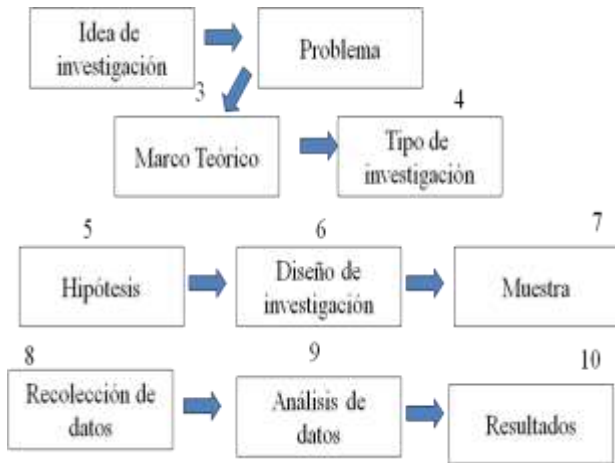 Idea de
investigación
Problema
3
Marco Teórico
4
Tipo de
investigación
5
Hipótesis
6
Diseño de
investigación
7
Muestra
8
Recolección de
datos
9
Análisis de
datos
10
Resultados